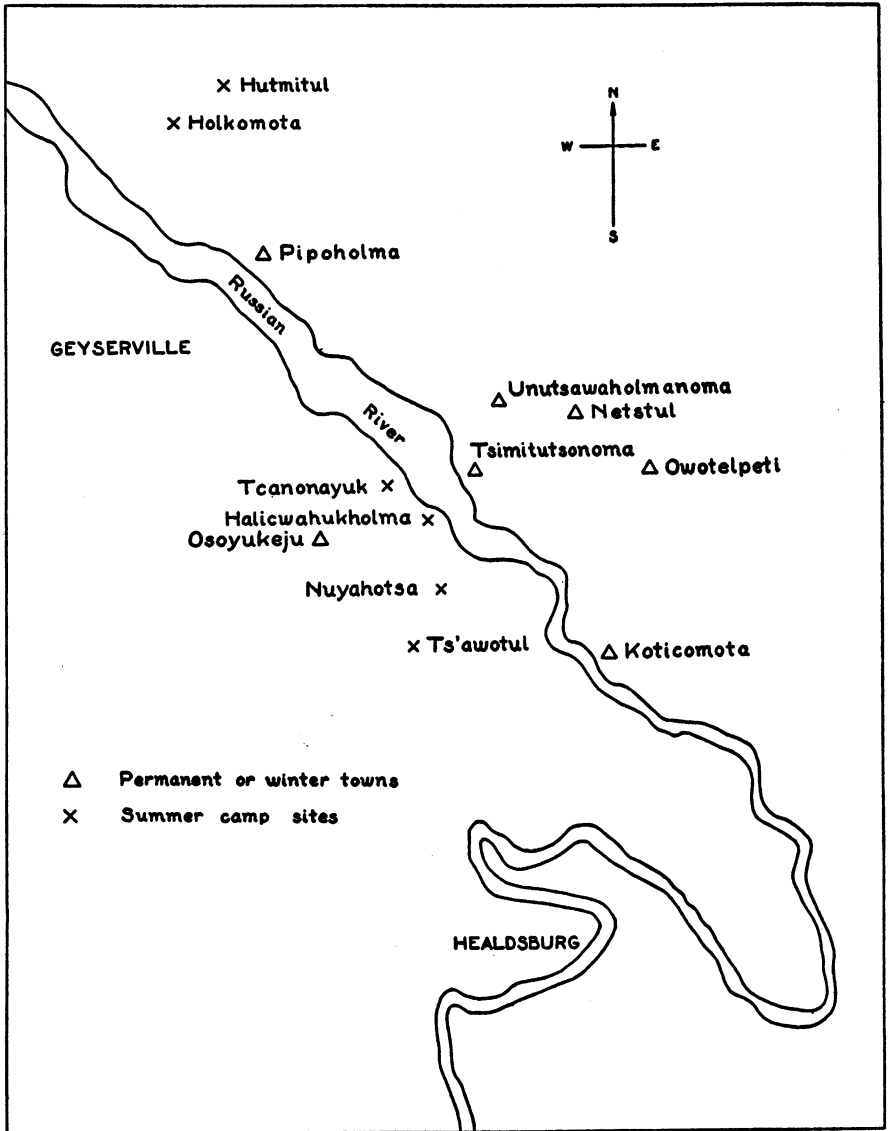 × Hutmitul
× Holkomota
N
W E
S
△ Pipoholma
Russian
River
GEYSERVILLE
Unutsawaholmanoma
△ △ Netstul
Tsimitutsonoma
△ △ Owotelpeti
Tcanonayuk ×
Halicwahukholma ×
Osoyukeju △
Nuyahotsa ×
× Ts'awotul
△ Koticomota
△ Permanent or winter towns
× Summer camp sites
HEALDSBURG